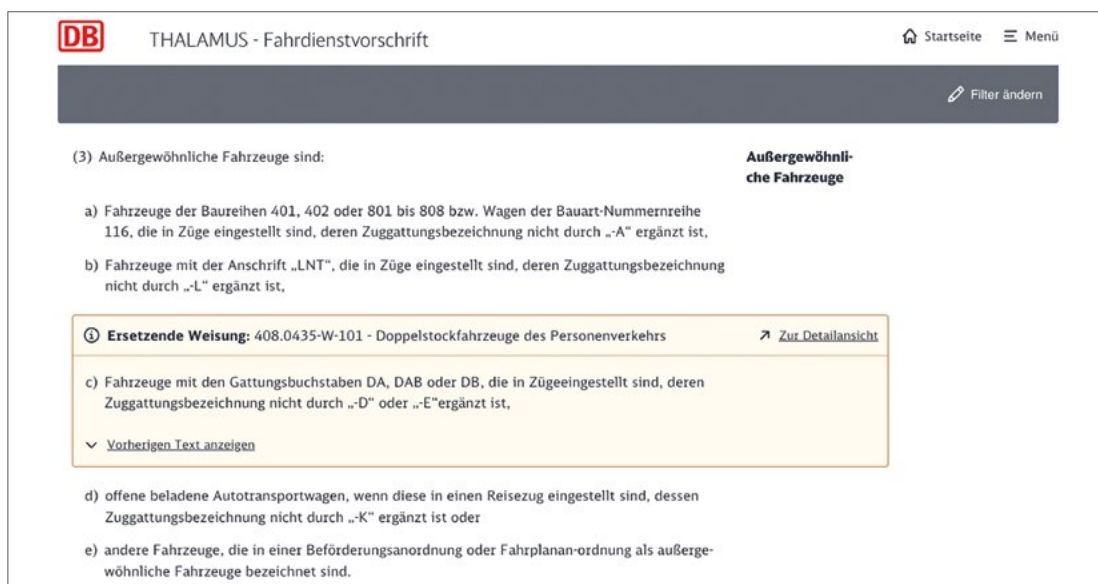 DB THALAMUS - Fahrdienstvorschrift Startseite Menü
Filter ändern
(3) Außergewöhnliche Fahrzeuge sind:
Außergewöhnli-
che Fahrzeuge
a) Fahrzeuge der Baureihen 401, 402 oder 801 bis 808 bzw. Wagen der Bauart-Nummernreihe
116, die in Züge eingestellt sind, deren Zuggattungsbezeichnung nicht durch „-A“ ergänzt ist,
b) Fahrzeuge mit der Anschrift „LNT“, die in Züge eingestellt sind, deren Zuggattungsbezeichnung
nicht durch „-L“ ergänzt ist,
Ersetzende Weisung: 408.0435-W-101 - Doppelstockfahrzeuge des Personenverkehrs Zur Detailansicht
c) Fahrzeuge mit den Gattungsbuchstaben DA, DAB oder DB, die in Zügeeingestellt sind, deren
Zuggattungsbezeichnung nicht durch „-D“ oder „-E“ergänzt ist,
Vorherigen Text anzeigen
d) offene beladene Autotransportwagen, wenn diese in einen Reisezug eingestellt sind, dessen
Zuggattungsbezeichnung nicht durch „-K“ ergänzt ist oder
e) andere Fahrzeuge, die in einer Beförderungsanordnung oder Fahrplanan-ordnung als außerge-
wöhnliche Fahrzeuge bezeichnet sind.